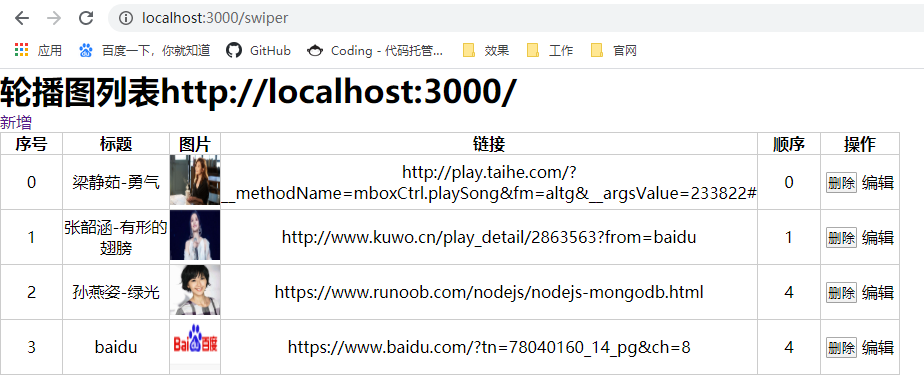 localhost:3000/swiper
应用 百度一下，你就知道 GitHub Coding - 代码托管... 效果 工作 官网
轮播图列表http://localhost:3000/
新增
序号 标题 图片 链接 顺序 操作
0 梁静茹-勇气 http://play.taihe.com/?__methodName=mboxCtrl.playSong&fm=altg&__argsValue=233822# 0 删除 编辑
1 张韶涵-有形的翅膀 http://www.kuwo.cn/play_detail/2863563?from=baidu 1 删除 编辑
2 孙燕姿-绿光 https://www.runoob.com/nodejs/nodejs-mongodb.html 4 删除 编辑
3 baidu Bai 百度 https://www.baidu.com/?tn=78040160_14_pg&ch=8 4 删除 编辑